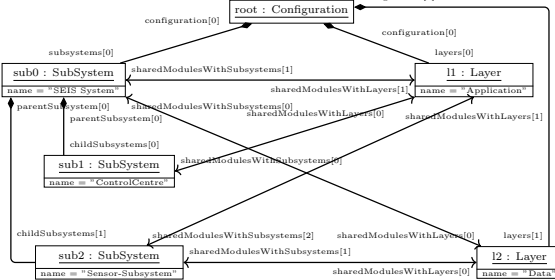 root : Configuration
configuration[0]
configuration[0]
subsystems[0]
layers[0]
sub0 : SubSystem
name = "SEIS System"
sharedModulesWithSubsystems[1]
l1 : Layer
name = "Application"
sharedModulesWithLayers[1]
parentSubsystem[0]
sharedModulesWithSubsystems[0]
parentSubsystem[0]
sharedModulesWithLayers[1]
childSubsystems[0]
sub1 : SubSystem
name = "ControlCentre"
sharedModulesWithSubsystems[0]
childSubsystems[1]
sharedModulesWithSubsystems[2]
sharedModulesWithLayers[0]
layers[1]
sub2 : SubSystem
name = "Sensor-Subsystem"
sharedModulesWithSubsystems[1]
l2 : Layer
name = "Data"
sharedModulesWithLayers[0]